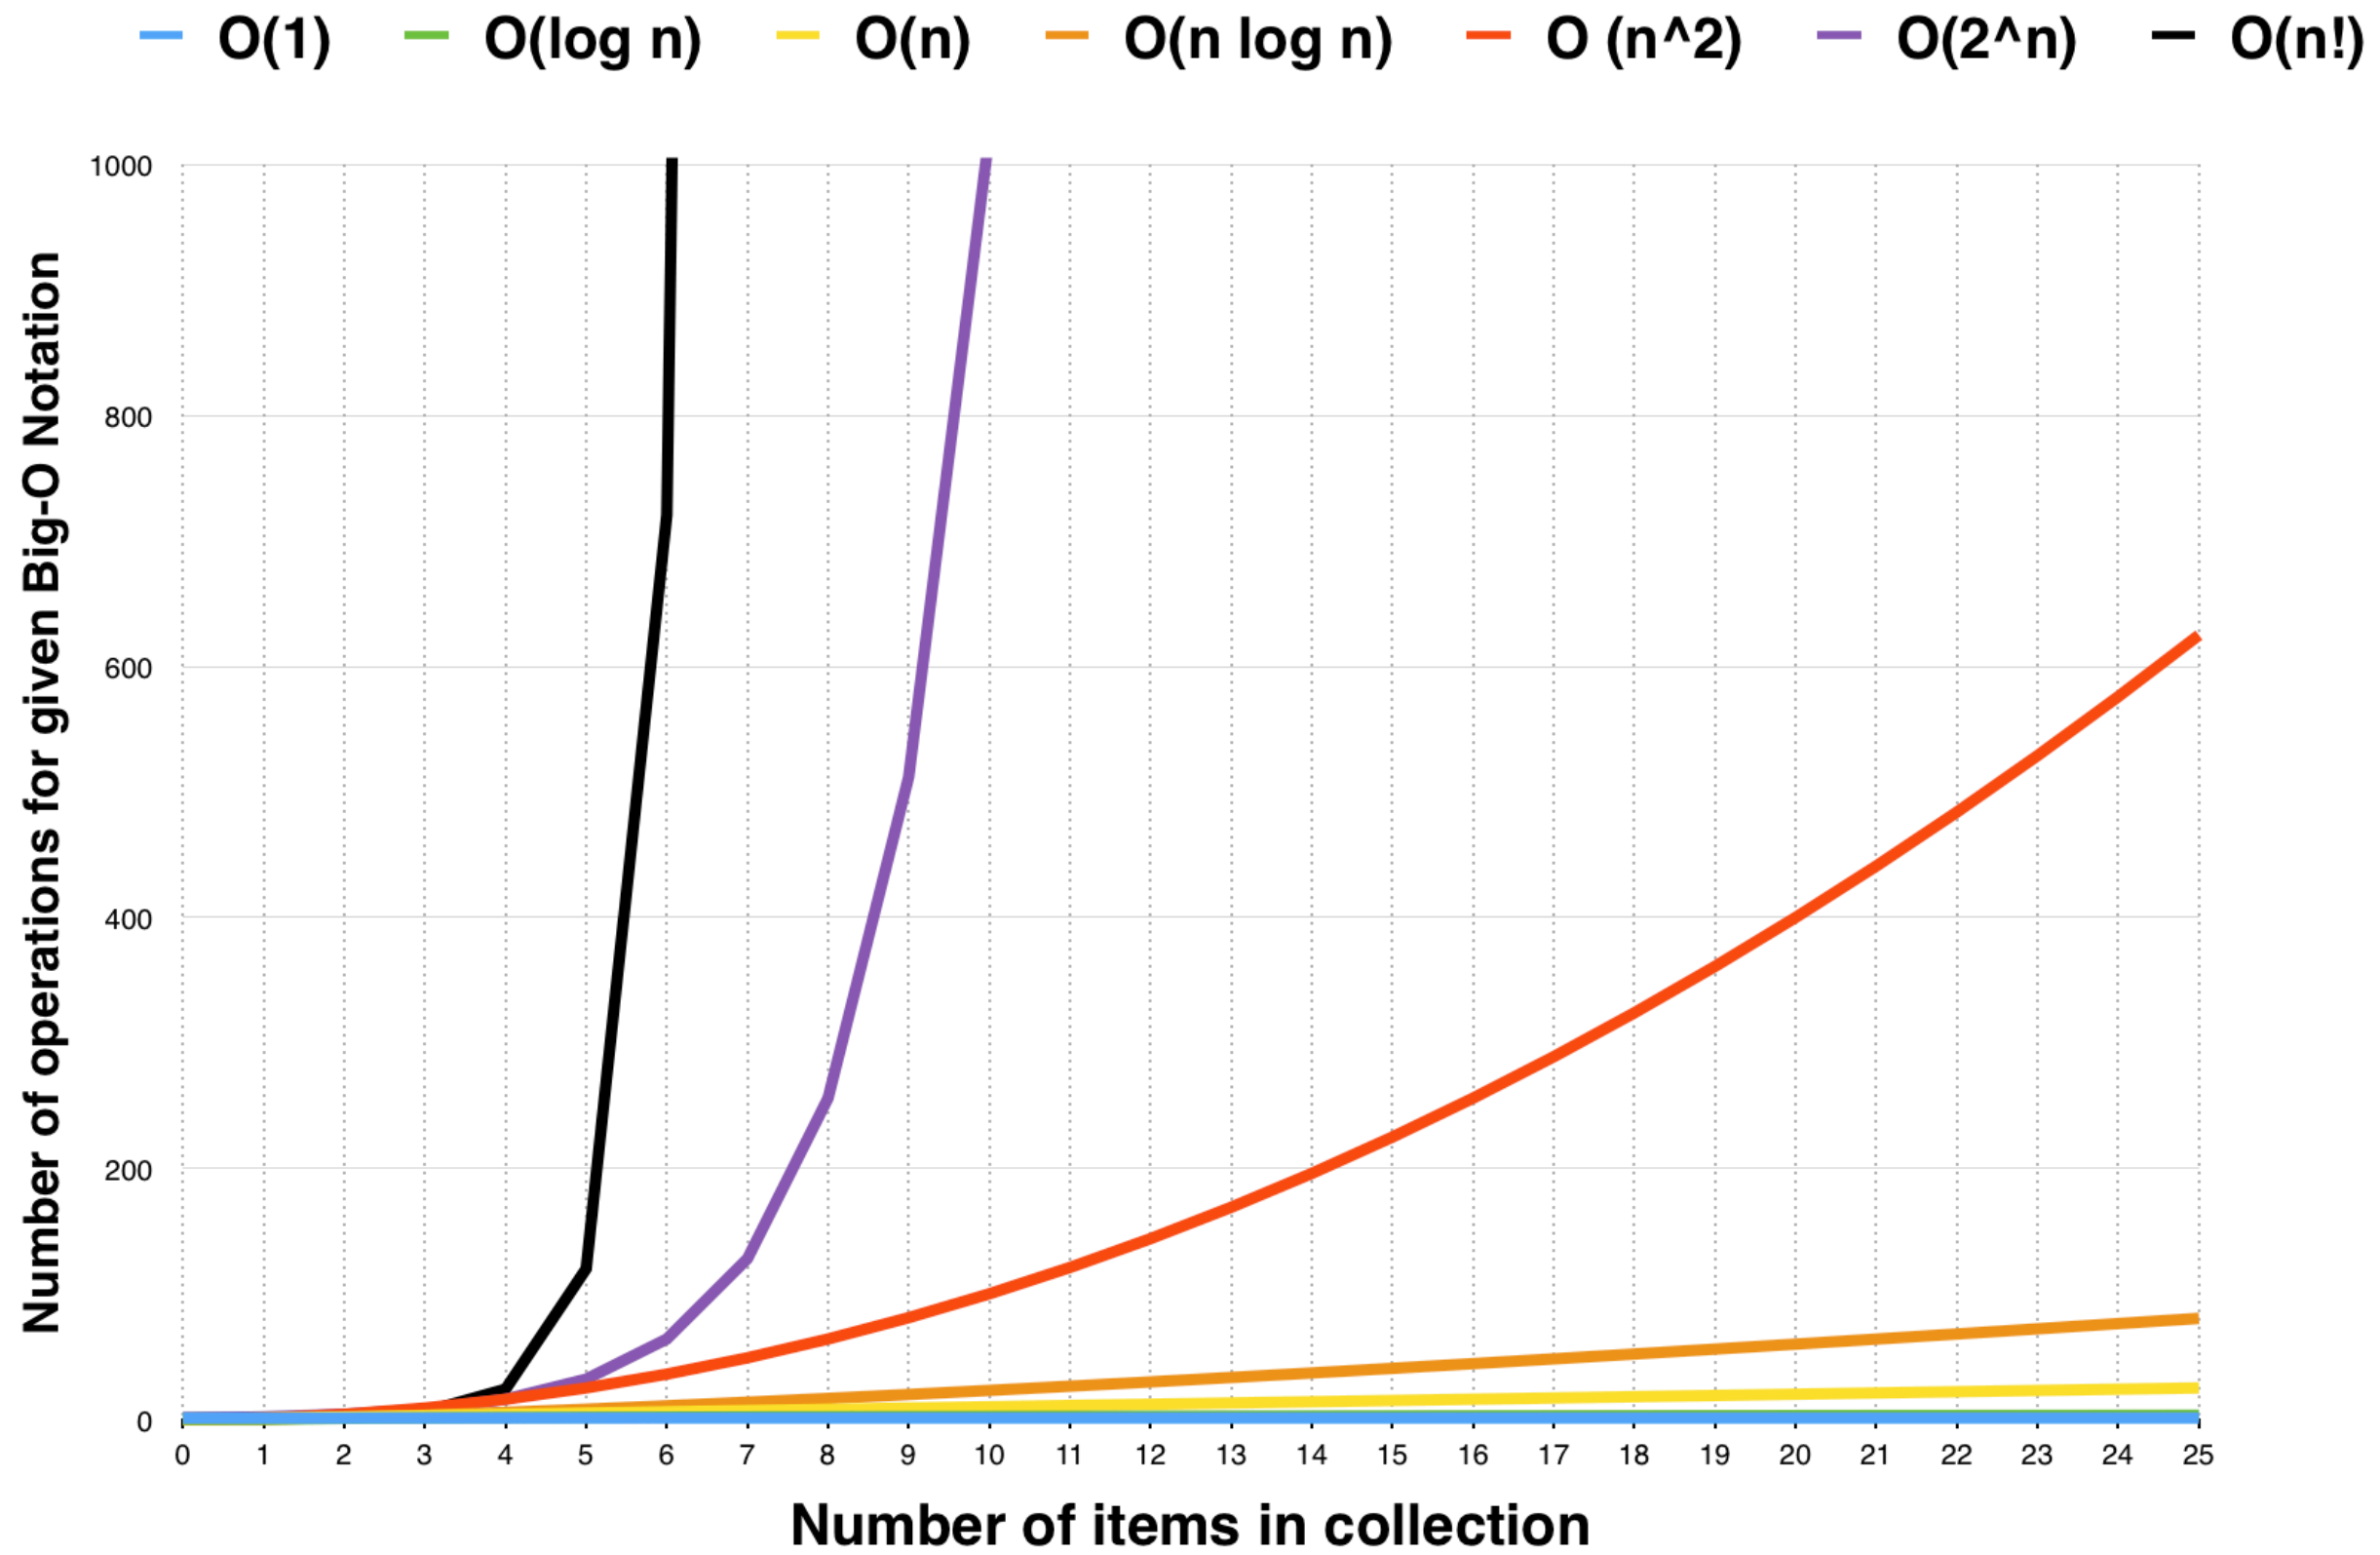 O(1) O(log n) O(n) O(n log n) O (n^2) O(2^n) O(n!)
Number of operations for given Big-O Notation
1000
800
600
400
200
0
0 1 2 3 4 5 6 7 8 9 10 11 12 13 14 15 16 17 18 19 20 21 22 23 24 25
Number of items in collection